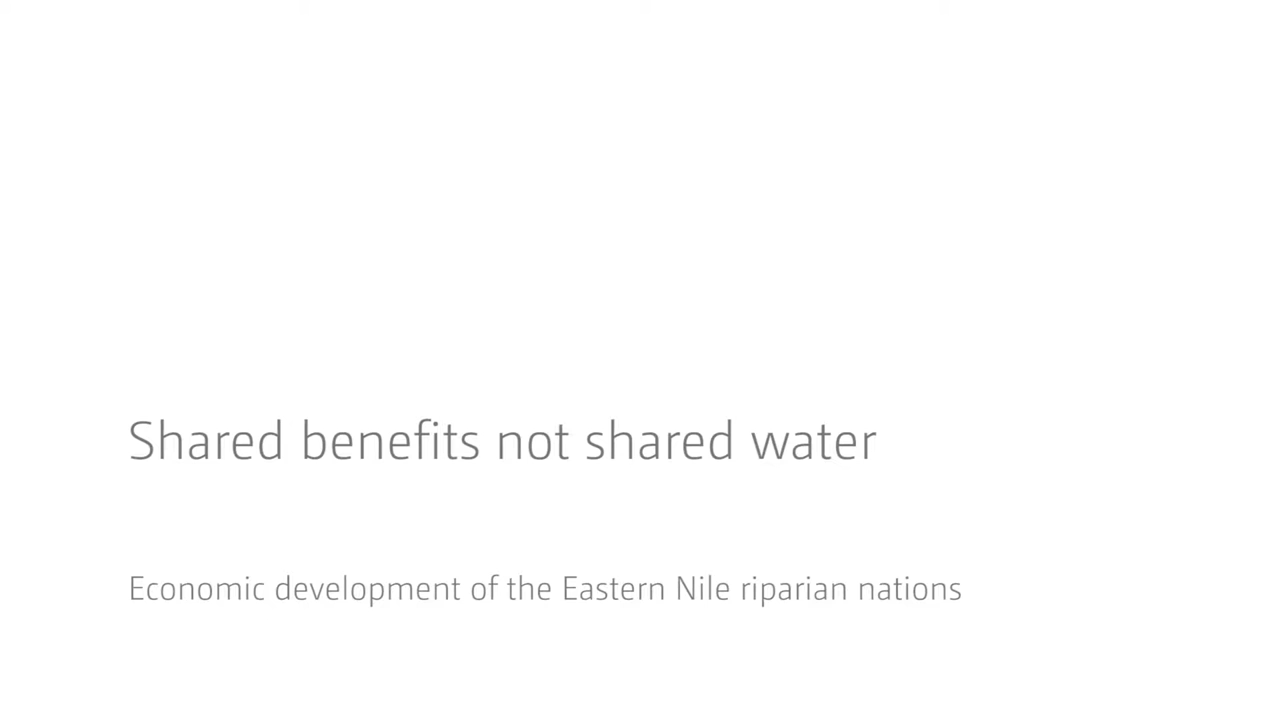 Shared benefits not shared water
Economic development of the Eastern Nile riparian nations